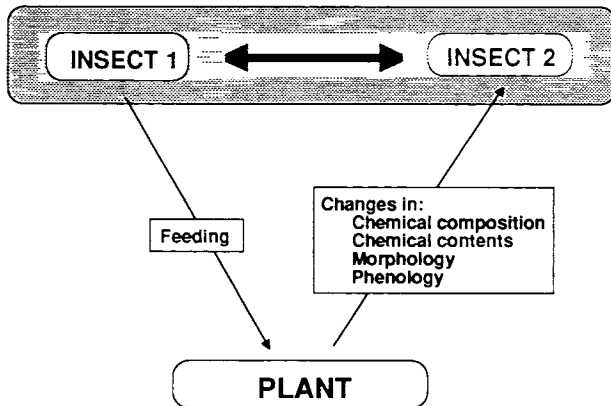 INSECT 1
INSECT 2
Feeding
Changes in:
Chemical composition
Chemical contents
Morphology
Phenology
PLANT